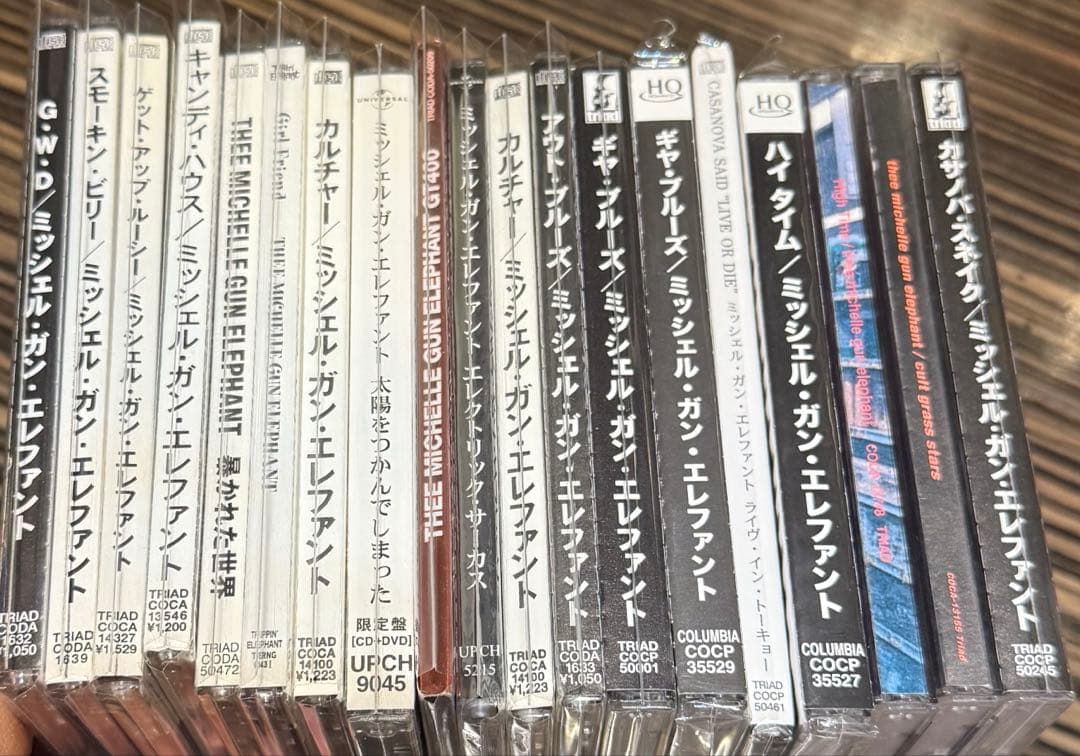 G・W・D/ミッシェル・ガン・エレファント
TRIAD
CODA
1632
¥1,050
スモーキン・ビリー/ミッシェル・ガン・エレファント
TRIAD
CODA
1639
ゲット・アップ・ルーシー/ミッシェル・ガン・エレファント
TRIAD
COCA
14327
¥1,529
キャンディ・ハウス/ミッシェル・ガン・エレファント
TRIAD
COCA
13546
¥1,200
THEE MICHELLE GUN ELEPHANT 暴かれた世界
TRIAD
CODA
50472
Girl Friend THEE MICHELLE GUN ELEPHANT
カルチャー/ミッシェル・ガン・エレファント
TRIAD
COCA
14100
¥1,223
UNIVERSAL
ミッシェル・ガン・エレファント 太陽をつかんでしまった
限定盤
[CD+DVD]
UPCH
9045
TRIAD CODA-50209
THEE MICHELLE GUN ELEPHANT GT400
ミッシェル・ガン・エレファント エレクトリック・サーカス
UPCH
5215
カルチャー/ミッシェル・ガン・エレファント
TRIAD
COCA
14100
¥1,223
アウト・ブルーズ/ミッシェル・ガン・エレファント
TRIAD
CODA
1633
¥1,050
triad
ギヤ・ブルーズ/ミッシェル・ガン・エレファント
TRIAD
COCP
50001
HQ
ギヤ・ブルーズ/ミッシェル・ガン・エレファント
COLUMBIA
COCP
35529
CASANOVA SAID "LIVE OR DIE" ミッシェル・ガン・エレファント ライヴ・イン・トーキョー
TRIAD
COCP
50461
HQ
ハイ・タイム/ミッシェル・ガン・エレファント
COLUMBIA
COCP
35527
High Time/thee michelle gun elephant TRIAD
thee michelle gun elephant/cult grass stars
COCA-13155 TRIAD
triad
カサノバ・スネイク/ミッシェル・ガン・エレファント
TRIAD
COCP
50245